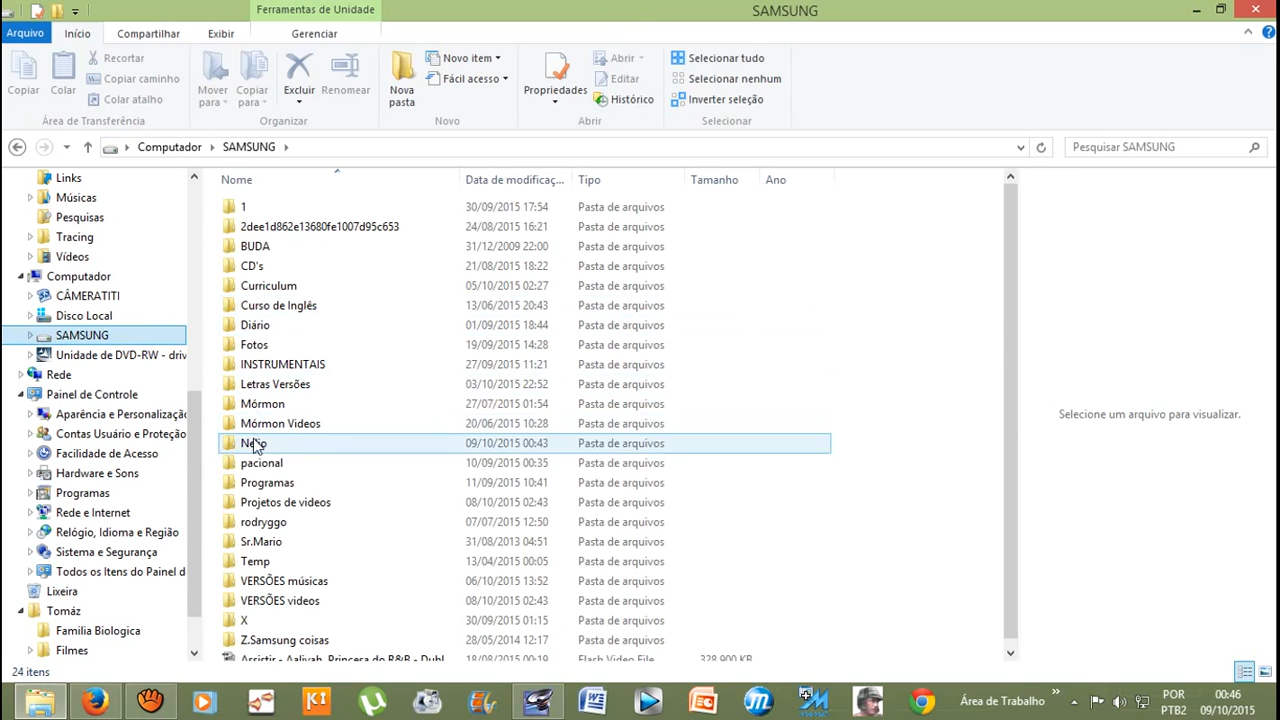 Ferramentas de Unidade
SAMSUNG
Arquivo Início Compartilhar Exibir Gerenciar
Copiar
Colar
Recortar
Copiar caminho
Colar atalho
Área de Transferência
Mover para
Copiar para
Excluir
Renomear
Organizar
Nova pasta
Novo item
Fácil acesso
Novo
Propriedades
Abrir
Editar
Histórico
Abrir
Selecionar tudo
Selecionar nenhum
Inverter seleção
Selecionar
Computador SAMSUNG
Pesquisar SAMSUNG
Links
Músicas
Pesquisas
Tracing
Vídeos
Computador
CÂMERATITI
Disco Local
SAMSUNG
Unidade de DVD-RW - driv
Rede
Painel de Controle
Aparência e Personalização
Contas Usuário e Proteção
Facilidade de Acesso
Hardware e Sons
Programas
Rede e Internet
Relógio, Idioma e Região
Sistema e Segurança
Todos os Itens do Painel d
Lixeira
Tomáz
Familia Biologica
Filmes
Nome Data de modificaç... Tipo Tamanho Ano
1 30/09/2015 17:54 Pasta de arquivos
2dee1d862e13680fe1007d95c653 24/08/2015 16:21 Pasta de arquivos
BUDA 31/12/2009 22:00 Pasta de arquivos
CD's 21/08/2015 18:22 Pasta de arquivos
Curriculum 05/10/2015 02:27 Pasta de arquivos
Curso de Inglês 13/06/2015 20:43 Pasta de arquivos
Diário 01/09/2015 18:44 Pasta de arquivos
Fotos 19/09/2015 14:28 Pasta de arquivos
INSTRUMENTAIS 27/09/2015 11:21 Pasta de arquivos
Letras Versões 03/10/2015 22:52 Pasta de arquivos
Mórmon 27/07/2015 01:54 Pasta de arquivos
Mórmon Videos 20/06/2015 10:28 Pasta de arquivos
09/10/2015 00:43 Pasta de arquivos
pacional 10/09/2015 00:35 Pasta de arquivos
Programas 11/09/2015 10:41 Pasta de arquivos
Projetos de videos 08/10/2015 02:43 Pasta de arquivos
rodryggo 07/07/2015 12:50 Pasta de arquivos
Sr.Mario 31/08/2013 04:51 Pasta de arquivos
Temp 13/04/2015 00:05 Pasta de arquivos
VERSÕES músicas 06/10/2015 13:52 Pasta de arquivos
VERSÕES videos 08/10/2015 02:43 Pasta de arquivos
X 30/09/2015 01:15 Pasta de arquivos
Z.Samsung coisas 28/05/2014 12:17 Pasta de arquivos
Assistir - Aaliyah, Princesa do R&B - Dubl 18/08/2015 00:19 Flash Video File 328.900 KB
Selecione um arquivo para visualizar.
24 itens
Área de Trabalho
POR
PTB2
00:46
09/10/2015